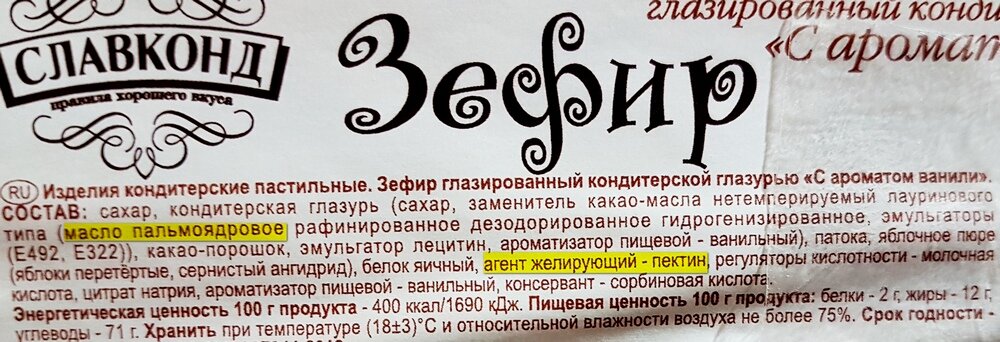 глазированный конди
СЛАВКОНД
правила хорошего вкуса
Зефир
«С аромат
RU Изделия кондитерские пастильные. Зефир глазированный кондитерской глазурью «С ароматом ванили».
СОСТАВ: сахар, кондитерская глазурь (сахар, заменитель какао-масла нетемперируемый лауринового
типа (масло пальмоядровое рафинированное дезодорированное гидрогенизированное, эмульгаторы
(Е492, Е322)), какао-порошок, эмульгатор лецитин, ароматизатор пищевой - ванильный), патока, яблочное пюре
(яблоки перетёртые, сернистый ангидрид), белок яичный, агент желирующий - пектин, регуляторы кислотности - молочная
кислота, цитрат натрия, ароматизатор пищевой - ванильный, консервант - сорбиновая кислота.
Энергетическая ценность 100 г продукта - 400 ккал/1690 кДж. Пищевая ценность 100 г продукта: белки - 2 г, жиры - 12 г,
углеводы - 71 г. Хранить при температуре (18±3)°С и относительной влажности воздуха не более 75%. Срок годности -